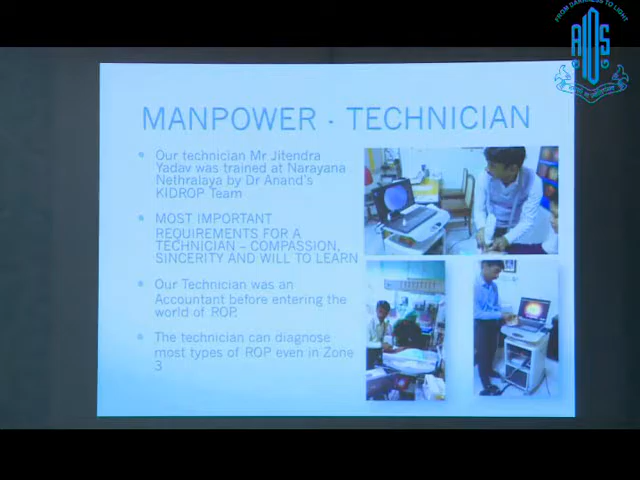 FROM DARKNESS TO LIGHT
AIOS
MANPOWER - TECHNICIAN
Our technician Mr Jitendra
Yadav was trained at Narayana
Nethralaya by Dr Anand's
KIDROP Team
MOST IMPORTANT
REQUIREMENTS FOR A
TECHNICIAN – COMPASSION,
SINCERITY AND WILL TO LEARN
Our Technician was an
Accountant before entering the
world of ROP.
The technician can diagnose
most types of ROP even in Zone
3